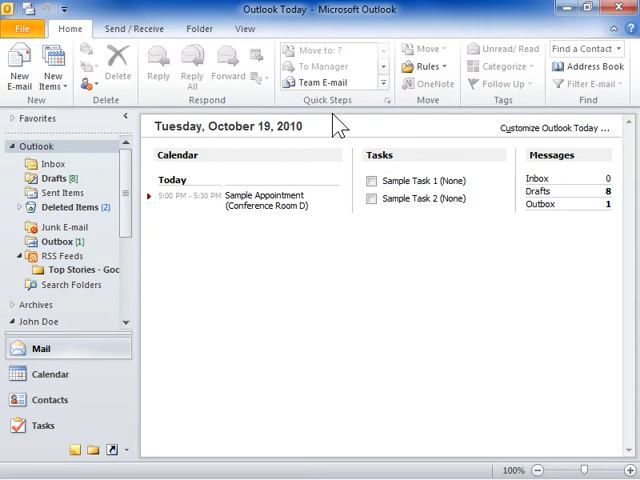 Outlook Today - Microsoft Outlook
File Home Send / Receive Folder View
New E-mail
New Items
Delete
Reply
Reply All
Forward
Move to: ?
To Manager
Team E-mail
Move
Rules
OneNote
Unread/ Read
Categorize
Follow Up
Find a Contact
Address Book
Filter E-mail
New Delete Respond Quick Steps Move Tags Find
Favorites
Outlook
Inbox
Drafts [8]
Sent Items
Deleted Items (2)
Junk E-mail
Outbox [1]
RSS Feeds
Top Stories - Goo
Search Folders
Archives
John Doe
Mail
Calendar
Contacts
Tasks
Tuesday, October 19, 2010
Customize Outlook Today ...
Calendar
Today
5:00 PM - 5:30 PM Sample Appointment
(Conference Room D)
Tasks
Sample Task 1 (None)
Sample Task 2 (None)
Messages
Inbox 0
Drafts 8
Outbox 1
100%